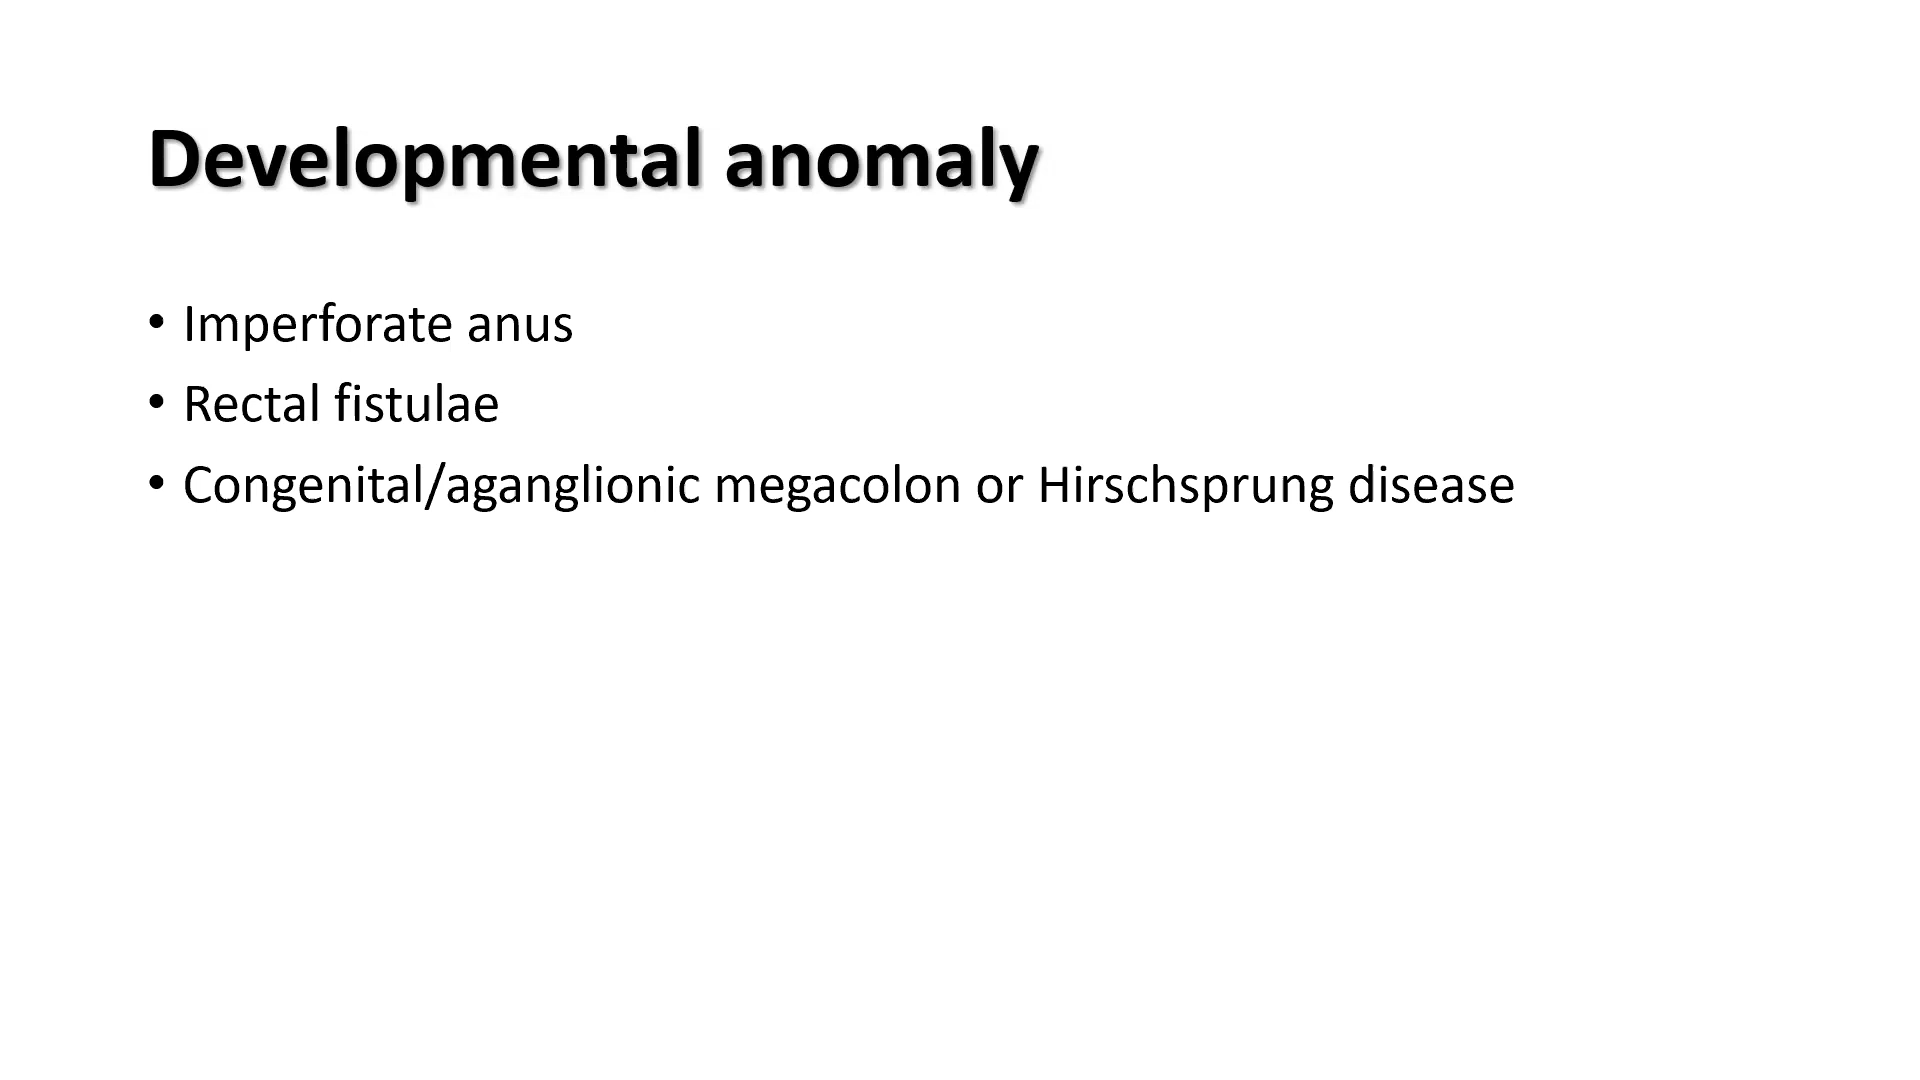 Developmental anomaly
• Imperforate anus
• Rectal fistulae
• Congenital/aganglionic megacolon or Hirschsprung disease